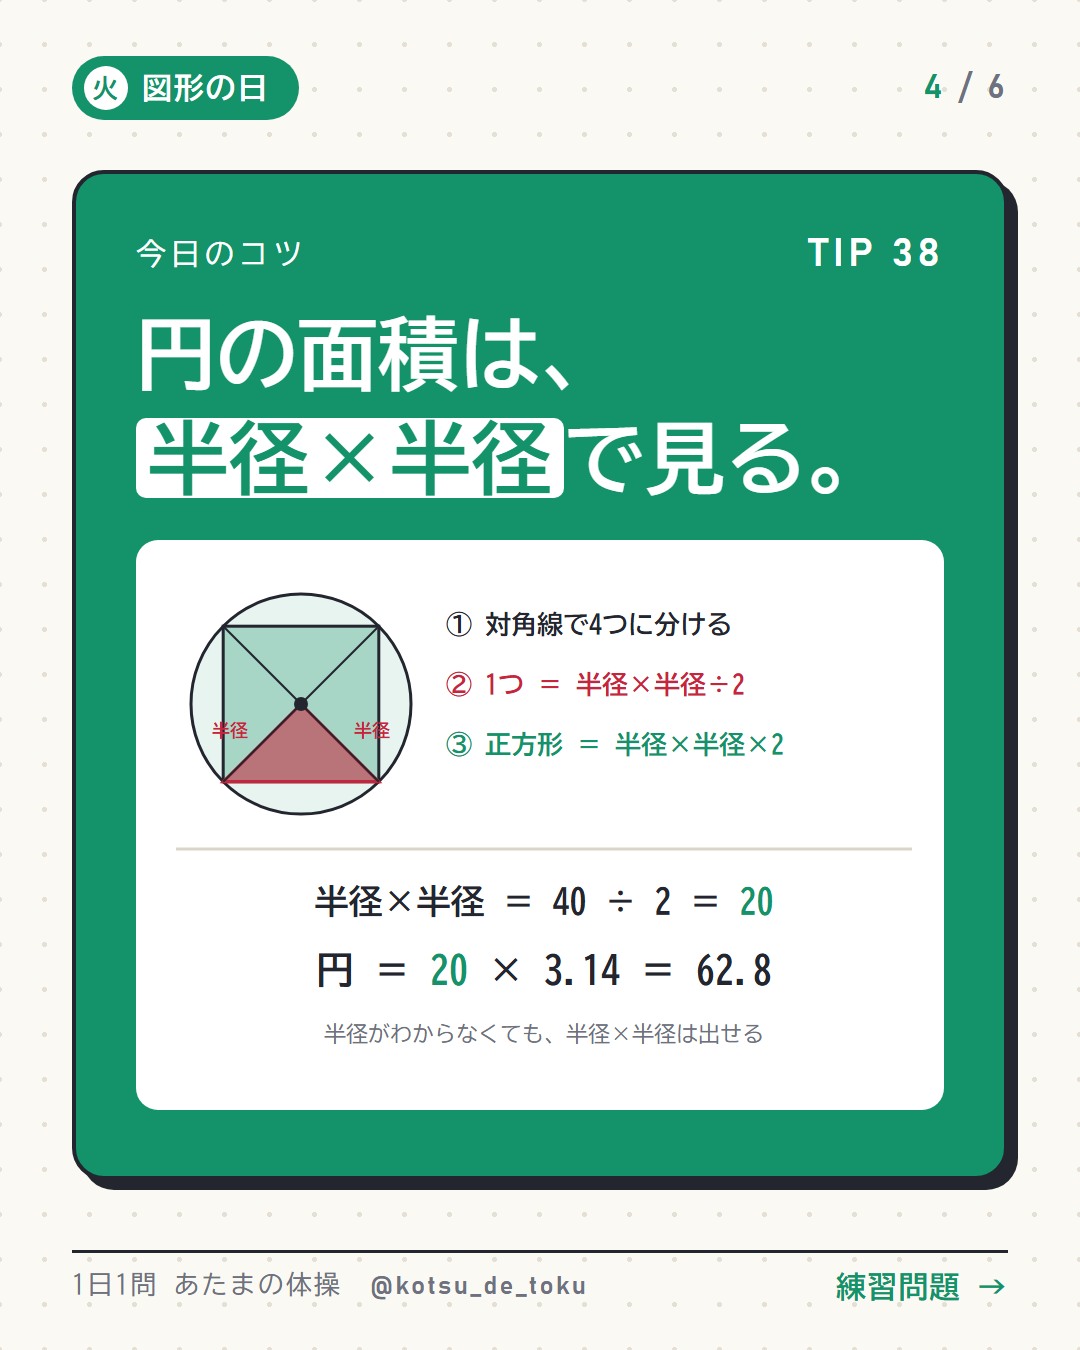 火 図形の日
4 / 6
今日のコツ
TIP 38
円の面積は、
半径×半径で見る。
半径 半径
① 対角線で4つに分ける
② 1つ = 半径×半径÷2
③ 正方形 = 半径×半径×2
半径×半径 = 40 ÷ 2 = 20
円 = 20 × 3.14 = 62.8
半径がわからなくても、半径×半径は出せる
1日1問 あたまの体操 @kotsu_de_toku
練習問題 →